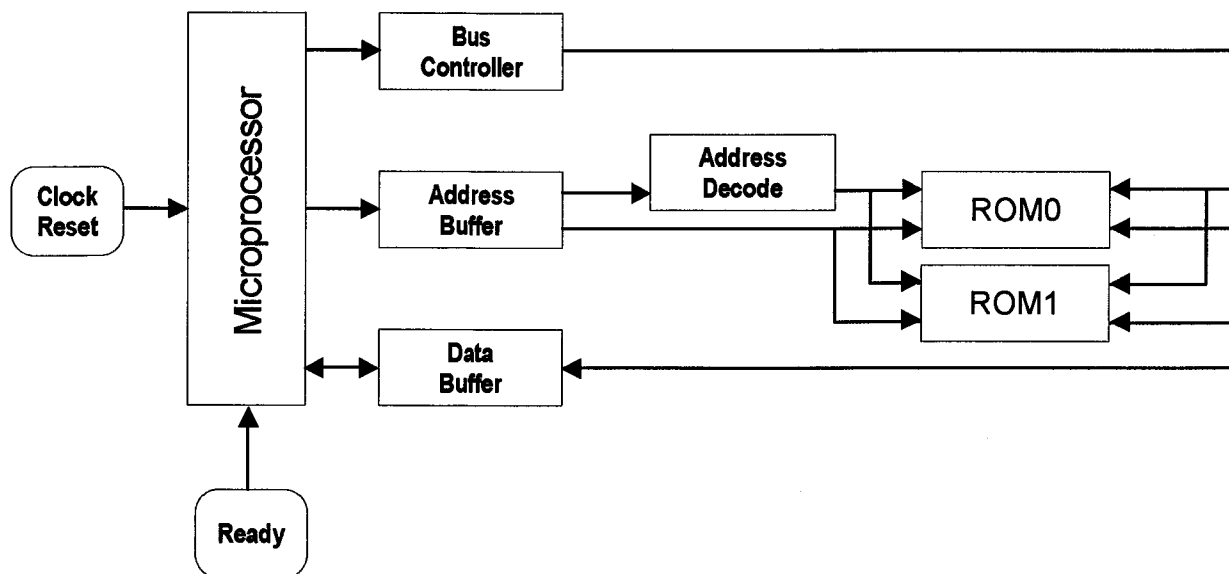 Bus
Controller
Microprocessor
Address
Decode
Clock
Reset
Address
Buffer
ROM0
ROM1
Data
Buffer
Ready